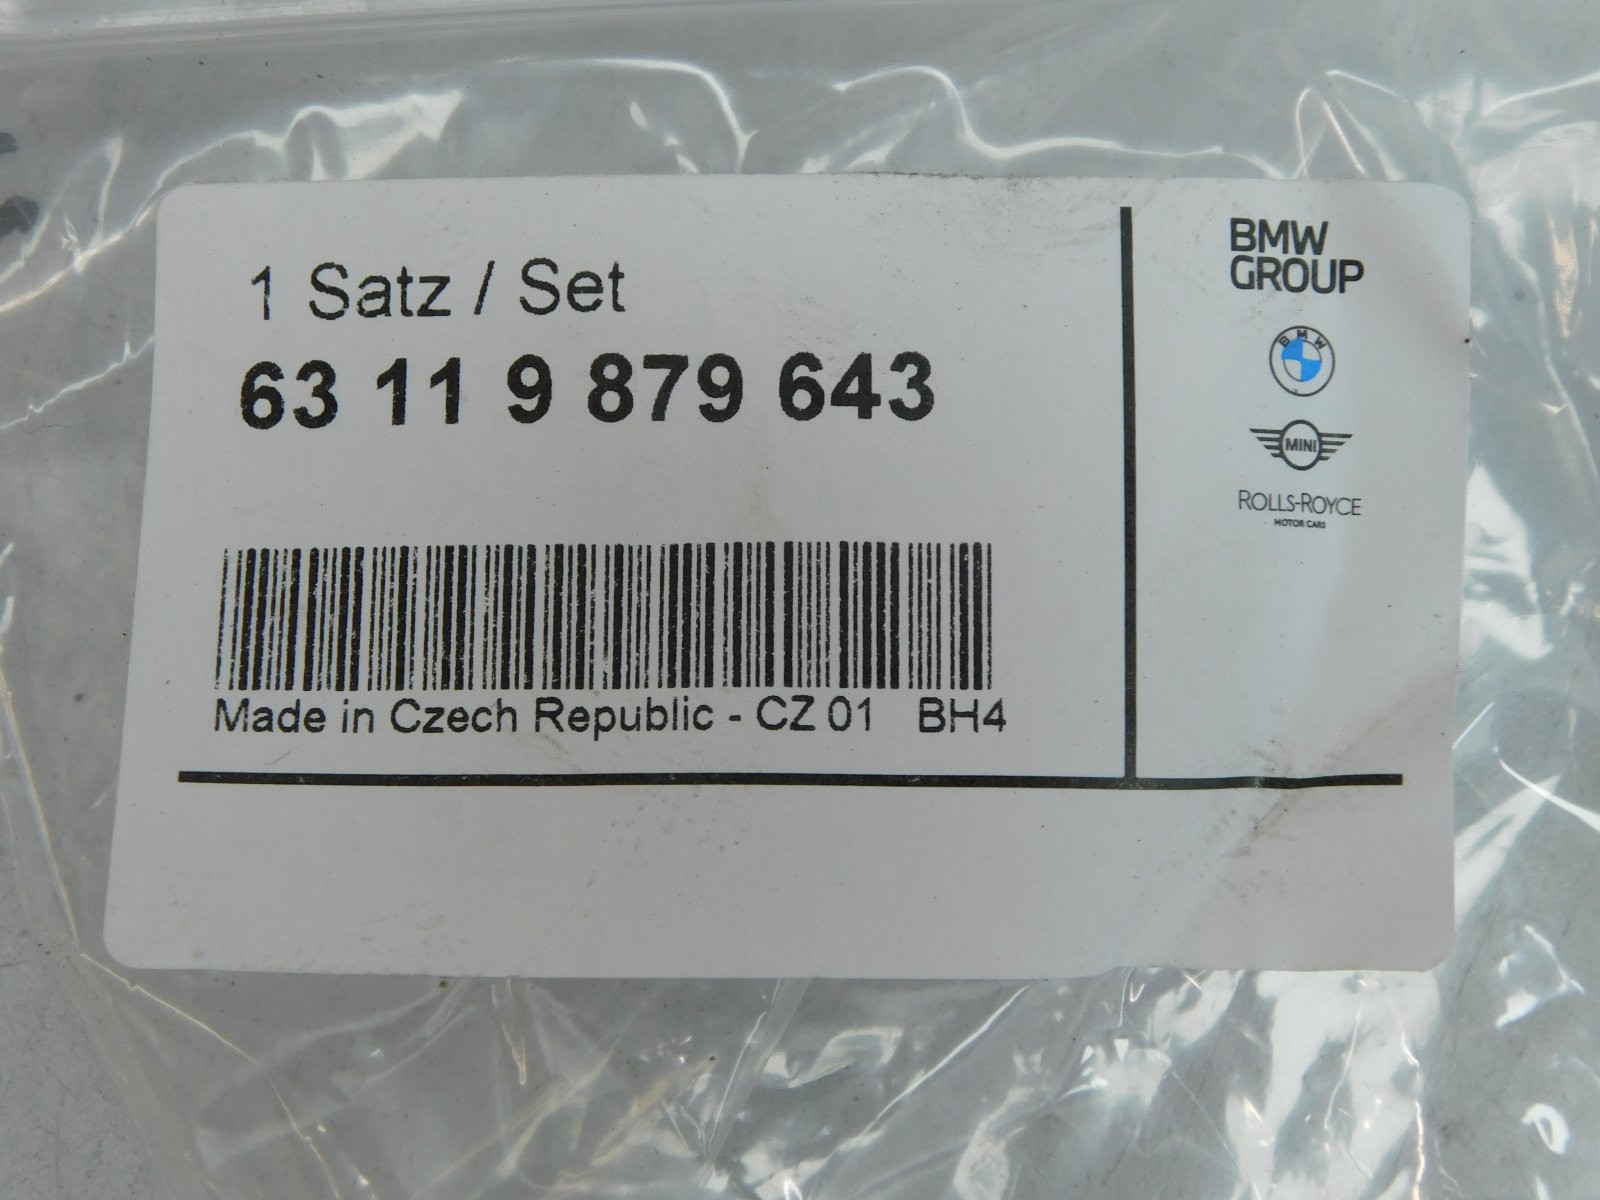 1 Satz / Set
63 11 9 879 643
Made in Czech Republic - CZ 01 BH4
BMW
GROUP
BMW
MINI
ROLLS-ROYCE
MOTOR CARS